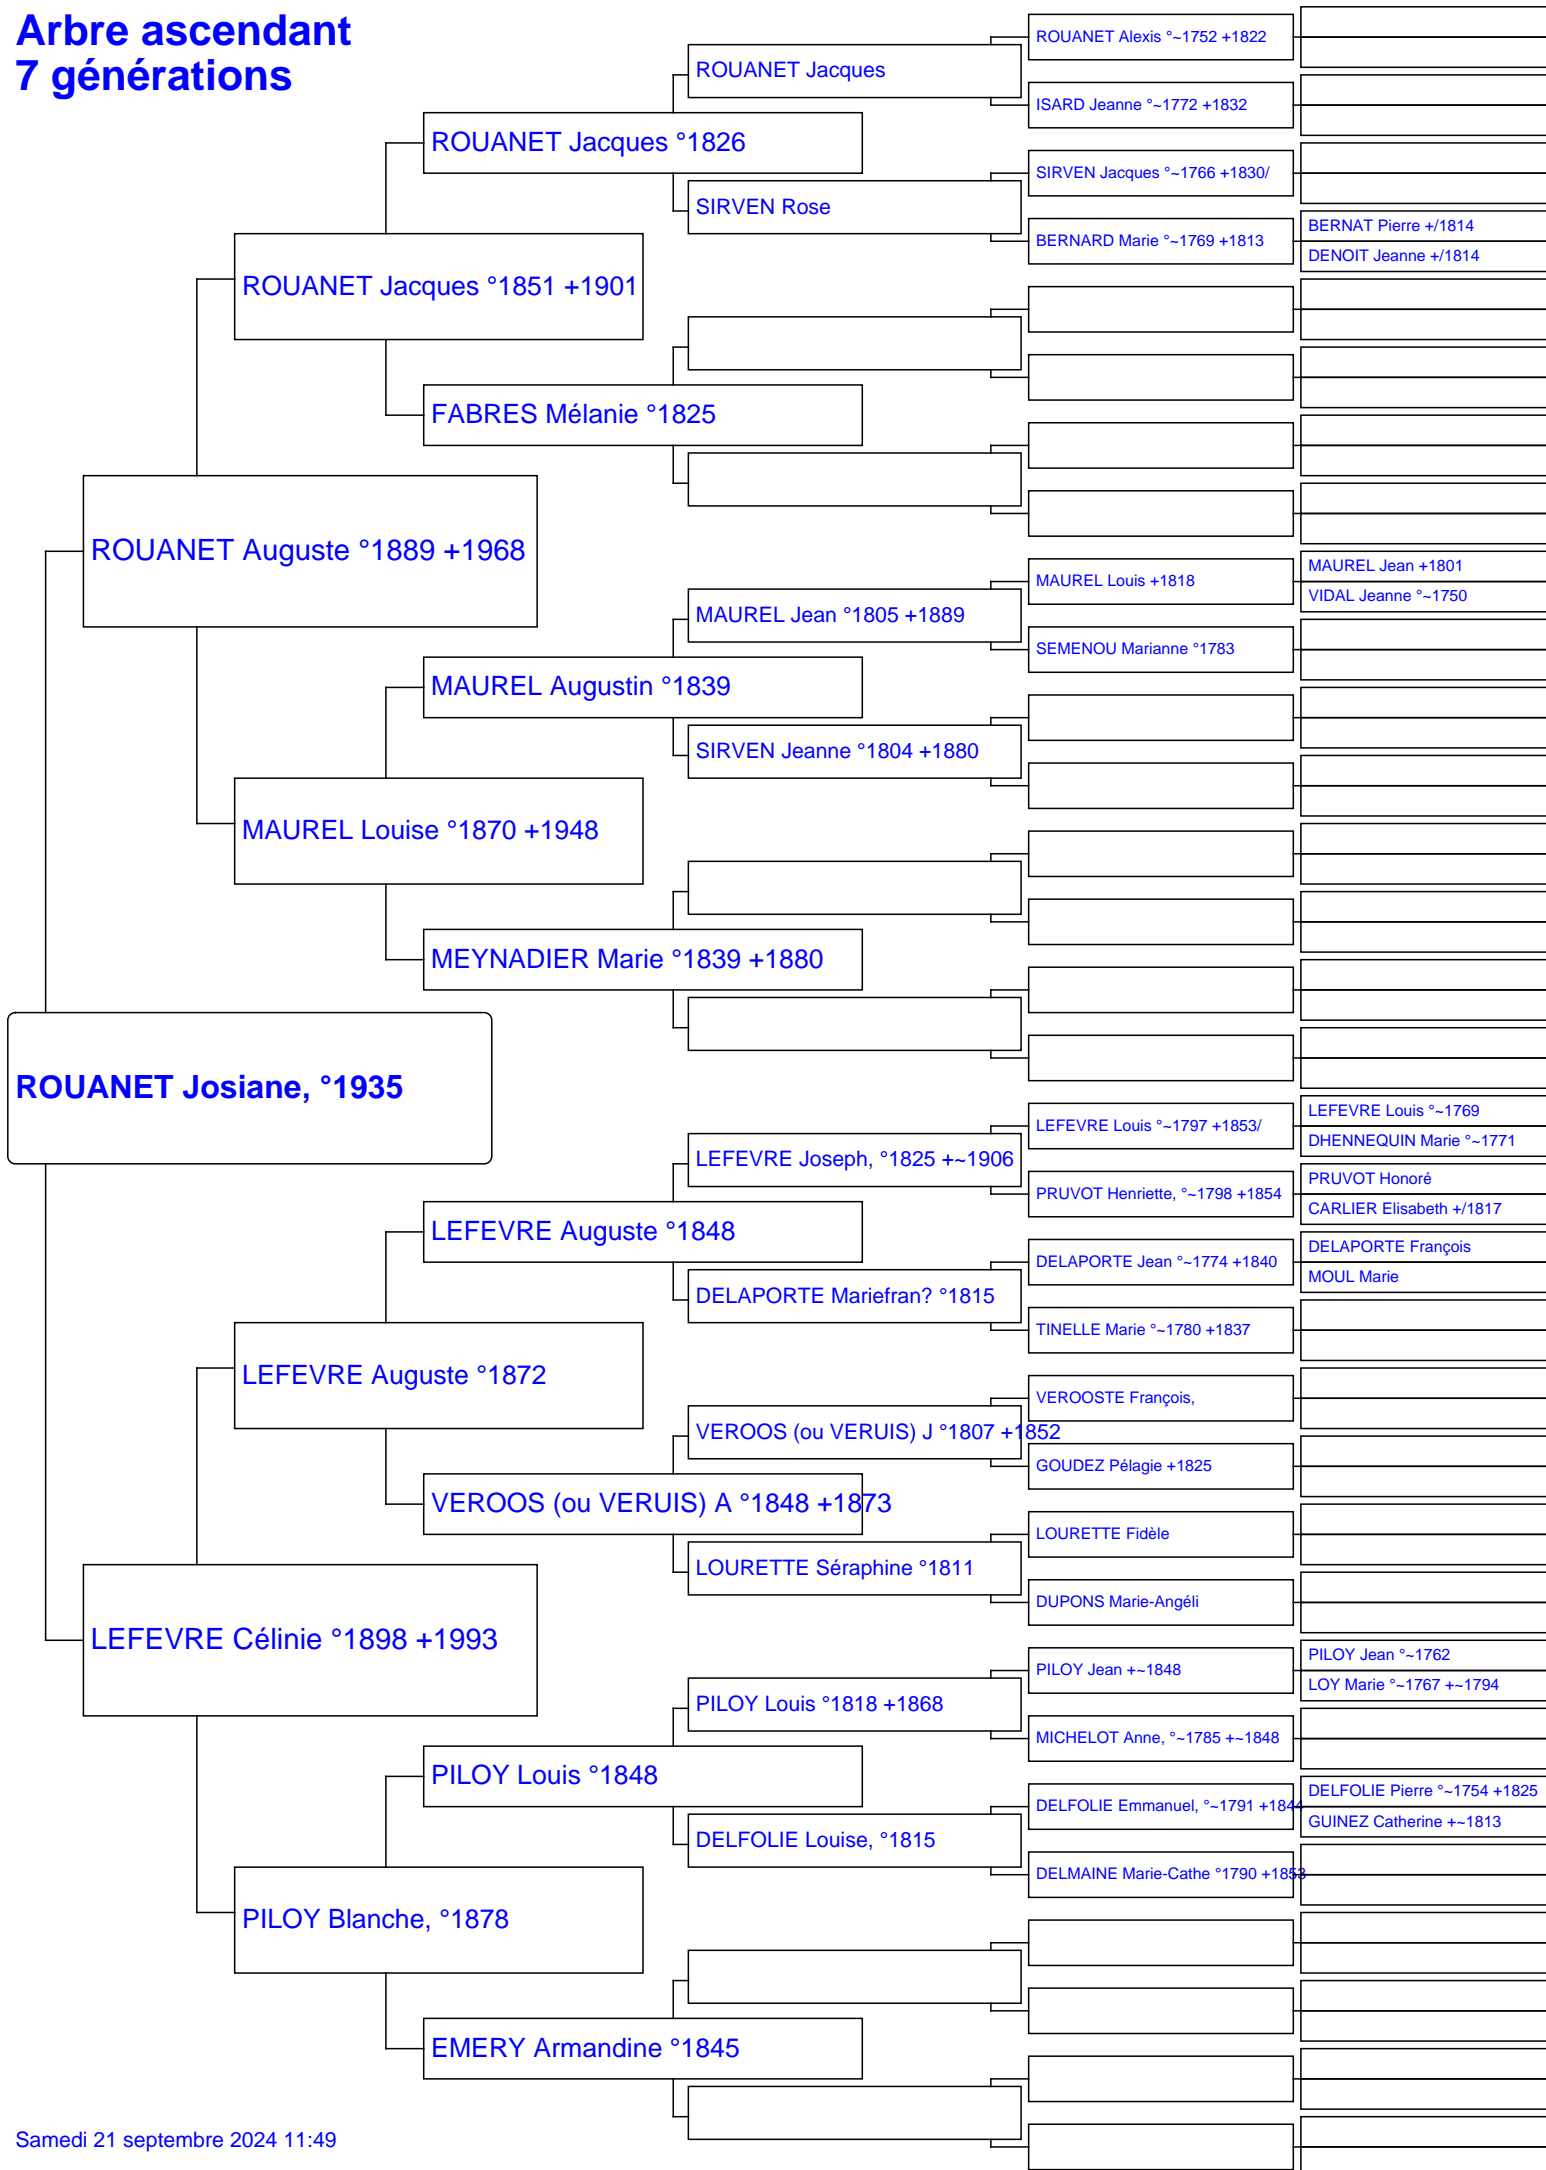 Arbre ascendant
7 générations
ROUANET Josiane, °1935
ROUANET Auguste °1889 +1968
LEFEVRE Célinie °1898 +1993
ROUANET Jacques °1851 +1901
MAUREL Louise °1870 +1948
LEFEVRE Auguste °1872
PILOY Blanche, °1878
ROUANET Jacques °1826
FABRES Mélanie °1825
MAUREL Augustin °1839
MEYNADIER Marie °1839 +1880
LEFEVRE Auguste °1848
VEROOS (ou VERUIS) A °1848 +1873
PILOY Louis °1848
EMERY Armandine °1845
ROUANET Jacques
SIRVEN Rose
MAUREL Jean °1805 +1889
SIRVEN Jeanne °1804 +1880
LEFEVRE Joseph, °1825 +~1906
DELAPORTE Mariefran? °1815
VEROOS (ou VERUIS) J °1807 +1852
LOURETTE Séraphine °1811
PILOY Louis °1818 +1868
DELFOLIE Louise, °1815
ROUANET Alexis °~1752 +1822
ISARD Jeanne °~1772 +1832
SIRVEN Jacques °~1766 +1830/
BERNARD Marie °~1769 +1813
MAUREL Louis +1818
SEMENOU Marianne °1783
LEFEVRE Louis °~1797 +1853/
PRUVOT Henriette, °~1798 +1854
DELAPORTE Jean °~1774 +1840
TINELLE Marie °~1780 +1837
VEROOSTE François,
GOUDEZ Pélagie +1825
LOURETTE Fidèle
DUPONS Marie-Angéli
PILOY Jean +~1848
MICHELOT Anne, °~1785 +~1848
DELFOLIE Emmanuel, °~1791 +1844
DELMAINE Marie-Cathe °1790 +1853
BERNAT Pierre +/1814
DENOIT Jeanne +/1814
MAUREL Jean +1801
VIDAL Jeanne °~1750
LEFEVRE Louis °~1769
DHENNEQUIN Marie °~1771
PRUVOT Honoré
CARLIER Elisabeth +/1817
DELAPORTE François
MOUL Marie
PILOY Jean °~1762
LOY Marie °~1767 +~1794
DELFOLIE Pierre °~1754 +1825
GUINEZ Catherine +~1813
Samedi 21 septembre 2024 11:49